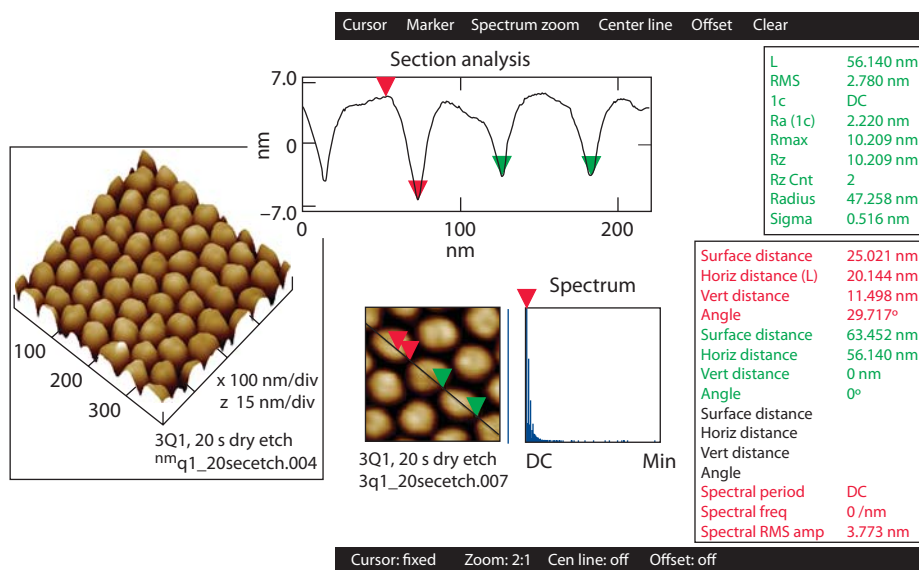 Cursor Marker Spectrum zoom Center line Offset Clear
Section analysis
7.0
0
−7.0
nm
0 100 200
nm
L 56.140 nm
RMS 2.780 nm
1c DC
Ra (1c) 2.220 nm
Rmax 10.209 nm
Rz 10.209 nm
Rz Cnt 2
Radius 47.258 nm
Sigma 0.516 nm
100
200
300
x 100 nm/div
z 15 nm/div
3Q1, 20 s dry etch
nmq1_20secetch.004
3Q1, 20 s dry etch
3q1_20secetch.007
Spectrum
DC Min
Surface distance 25.021 nm
Horiz distance (L) 20.144 nm
Vert distance 11.498 nm
Angle 29.717º
Surface distance 63.452 nm
Horiz distance 56.140 nm
Vert distance 0 nm
Angle 0º
Surface distance
Horiz distance
Vert distance
Angle
Spectral period DC
Spectral freq 0 /nm
Spectral RMS amp 3.773 nm
Cursor: fixed Zoom: 2:1 Cen line: off Offset: off